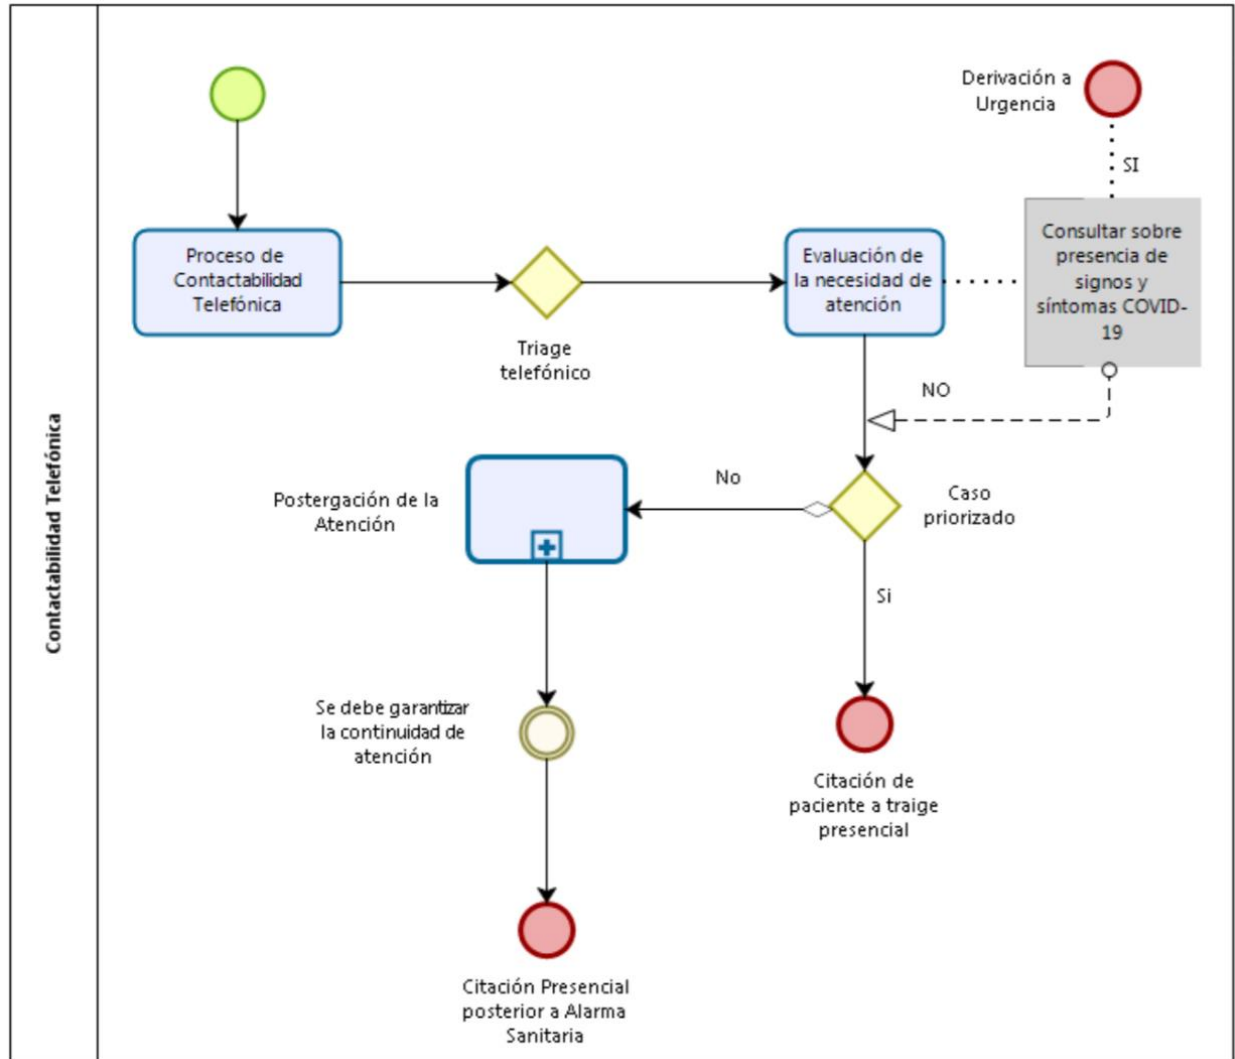 Contactabilidad Telefónica
Derivación a
Urgencia
SI
Proceso de
Contactabilidad
Telefónica
Triage
telefónico
Evaluación de
la necesidad de
atención
Consultar sobre
presencia de
signos y
síntomas COVID-
19
NO
Caso
priorizado
No
Postergación de la
Atención
Si
Se debe garantizar
la continuidad de
atención
Citación de
paciente a traige
presencial
Citación Presencial
posterior a Alarma
Sanitaria